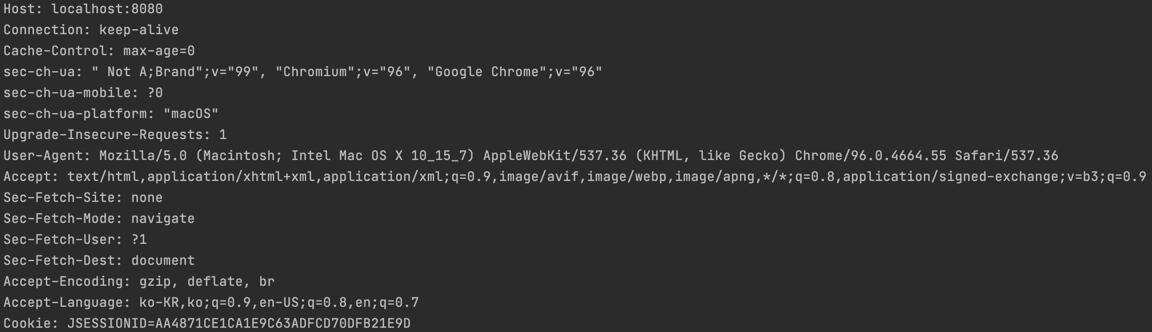 Host: localhost:8080
Connection: keep-alive
Cache-Control: max-age=0
sec-ch-ua: " Not A;Brand";v="99", "Chromium";v="96", "Google Chrome";v="96"
sec-ch-ua-mobile: ?0
sec-ch-ua-platform: "macOS"
Upgrade-Insecure-Requests: 1
User-Agent: Mozilla/5.0 (Macintosh; Intel Mac OS X 10_15_7) AppleWebKit/537.36 (KHTML, like Gecko) Chrome/96.0.4664.55 Safari/537.36
Accept: text/html,application/xhtml+xml,application/xml;q=0.9,image/avif,image/webp,image/apng,*/*;q=0.8,application/signed-exchange;v=b3;q=0.9
Sec-Fetch-Site: none
Sec-Fetch-Mode: navigate
Sec-Fetch-User: ?1
Sec-Fetch-Dest: document
Accept-Encoding: gzip, deflate, br
Accept-Language: ko-KR,ko;q=0.9,en-US;q=0.8,en;q=0.7
Cookie: JSESSIONID=AA4871CE1CA1E9C63ADFCD70DFB21E9D